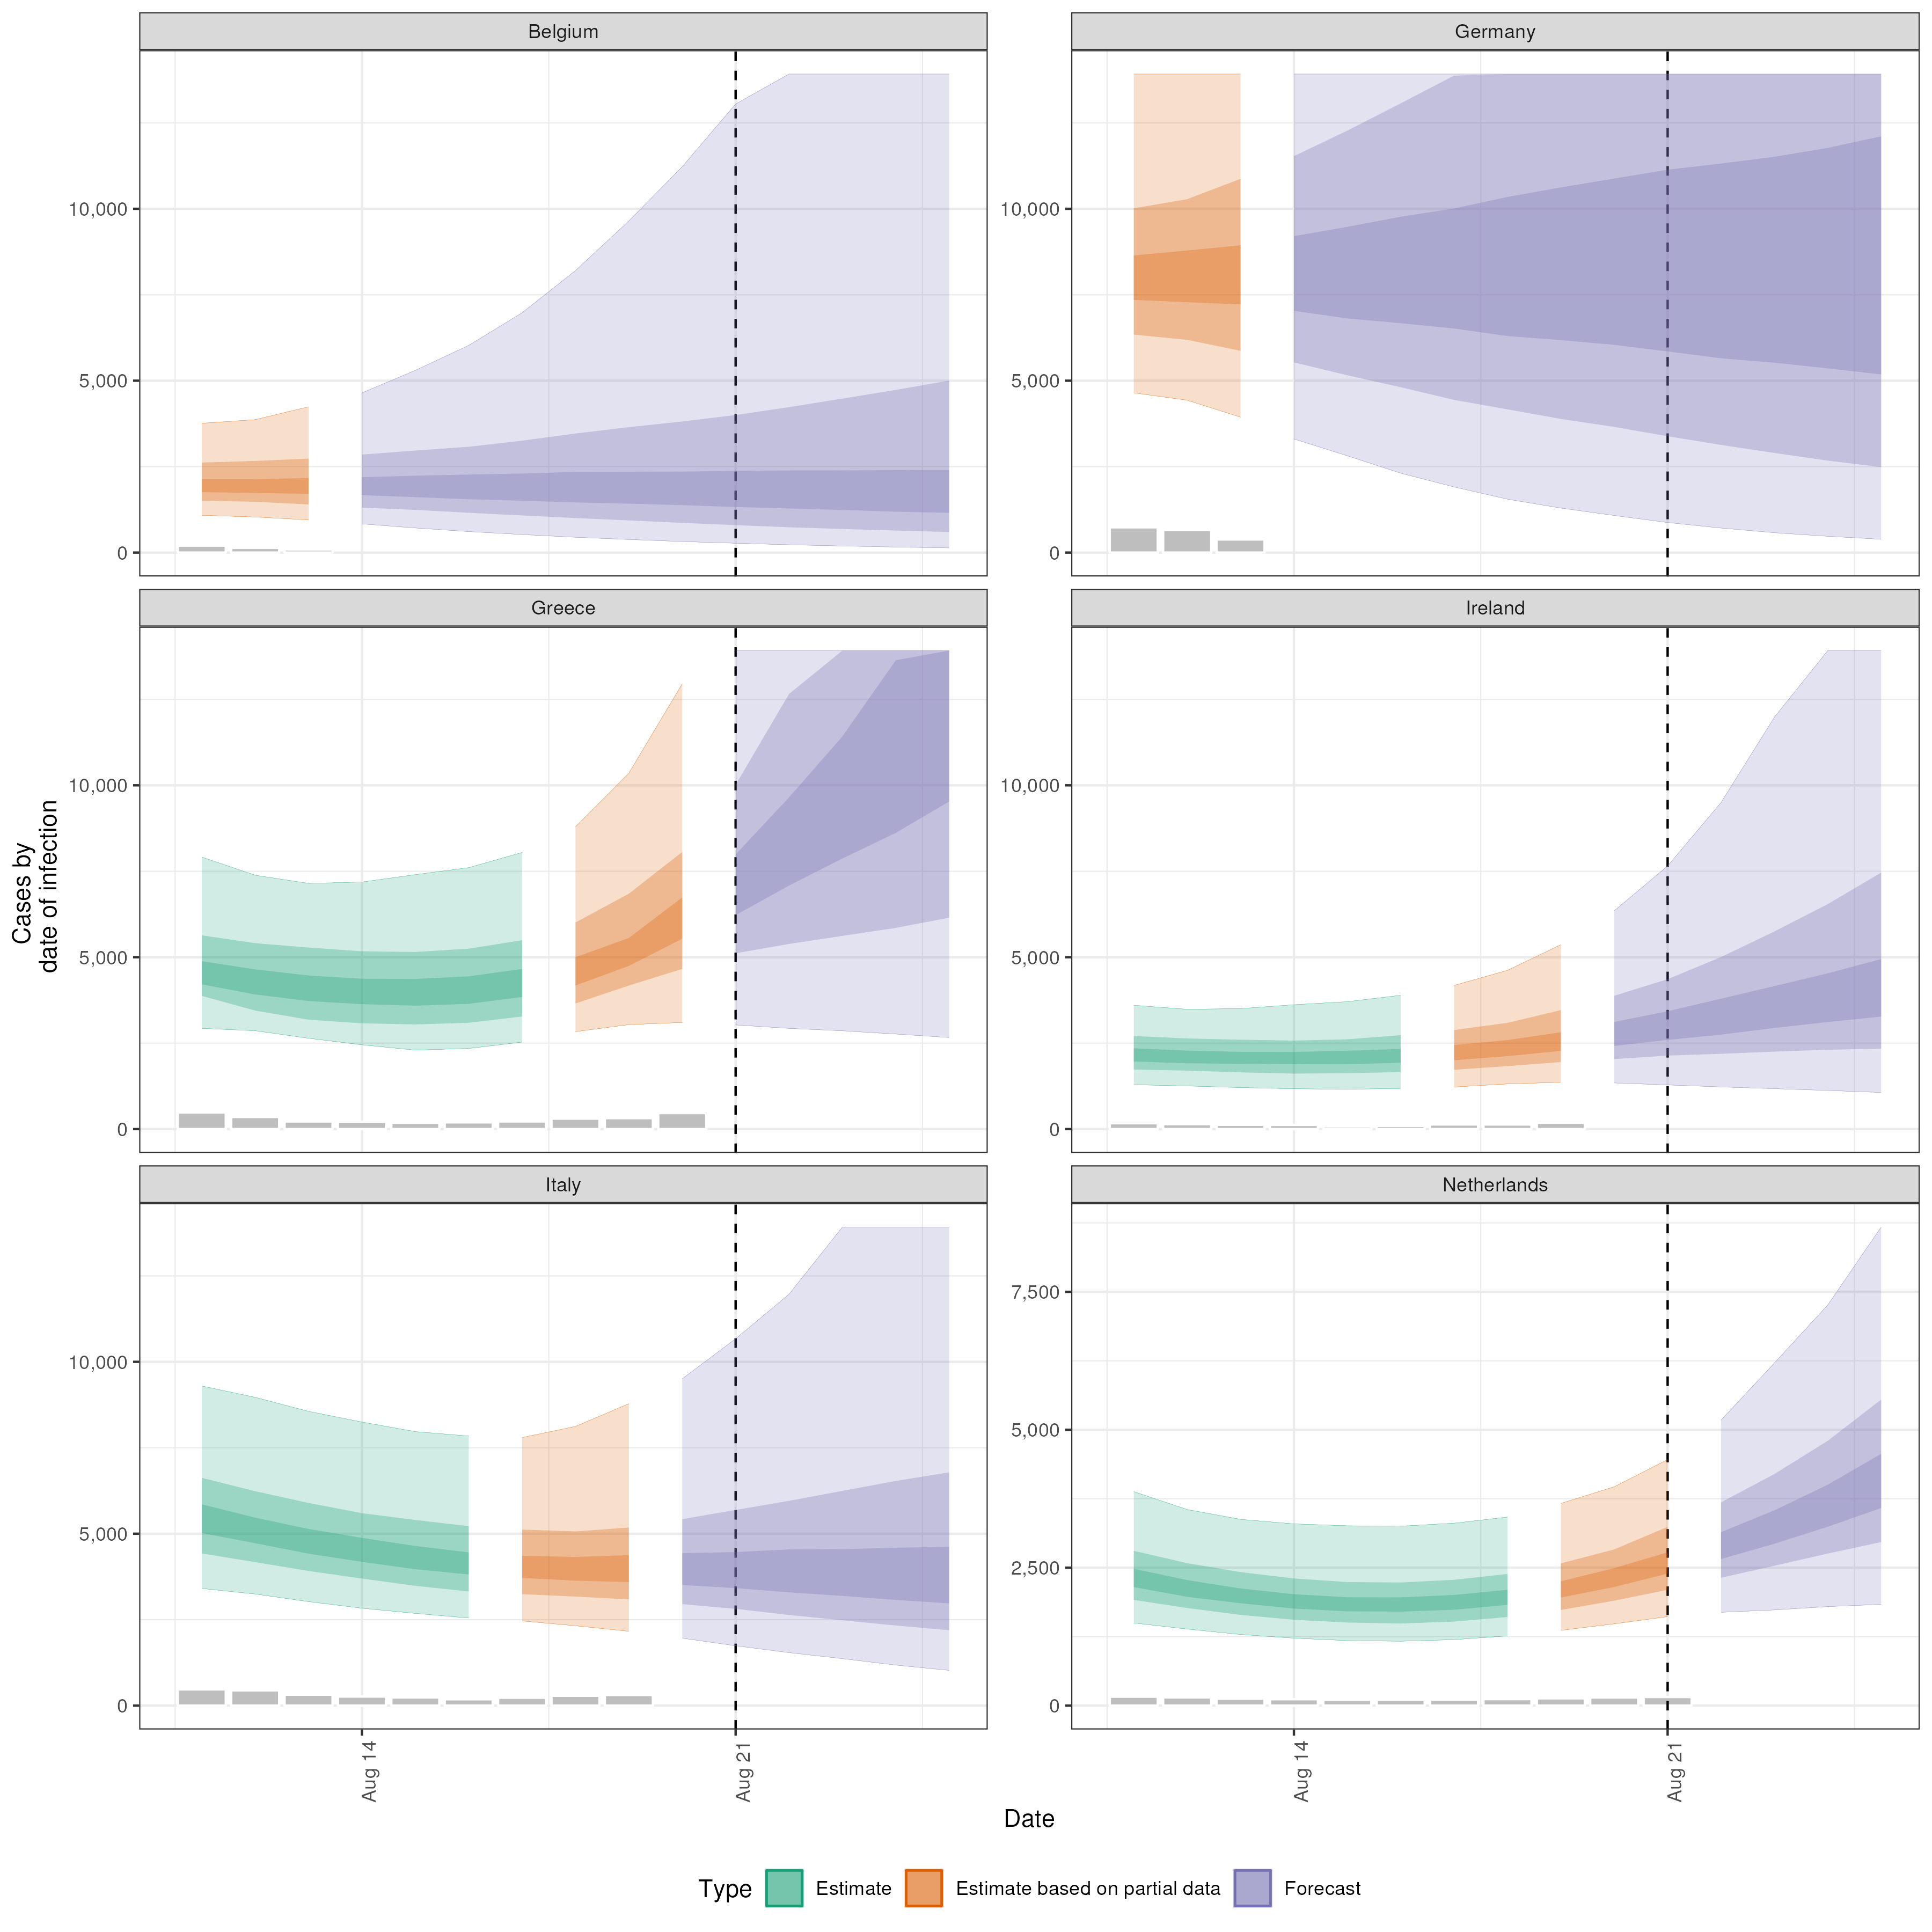 Belgium
Germany
10,000
5,000
0
10,000
5,000
0
Greece
Ireland
10,000
5,000
0
10,000
5,000
0
Cases by
date of infection
Italy
Netherlands
10,000
5,000
0
7,500
5,000
2,500
0
Aug 14
Aug 21
Aug 14
Aug 21
Date
Type
Estimate
Estimate based on partial data
Forecast